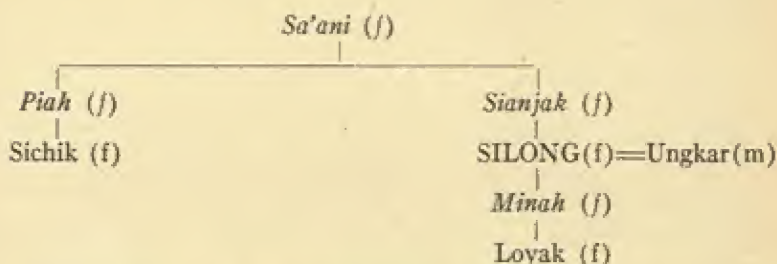 Sa'ani (f)
Piah (f) Sianjak (f)
Sichik (f) SILONG(f)=Ungkar(m)
Minah (f)
Loyak (f)